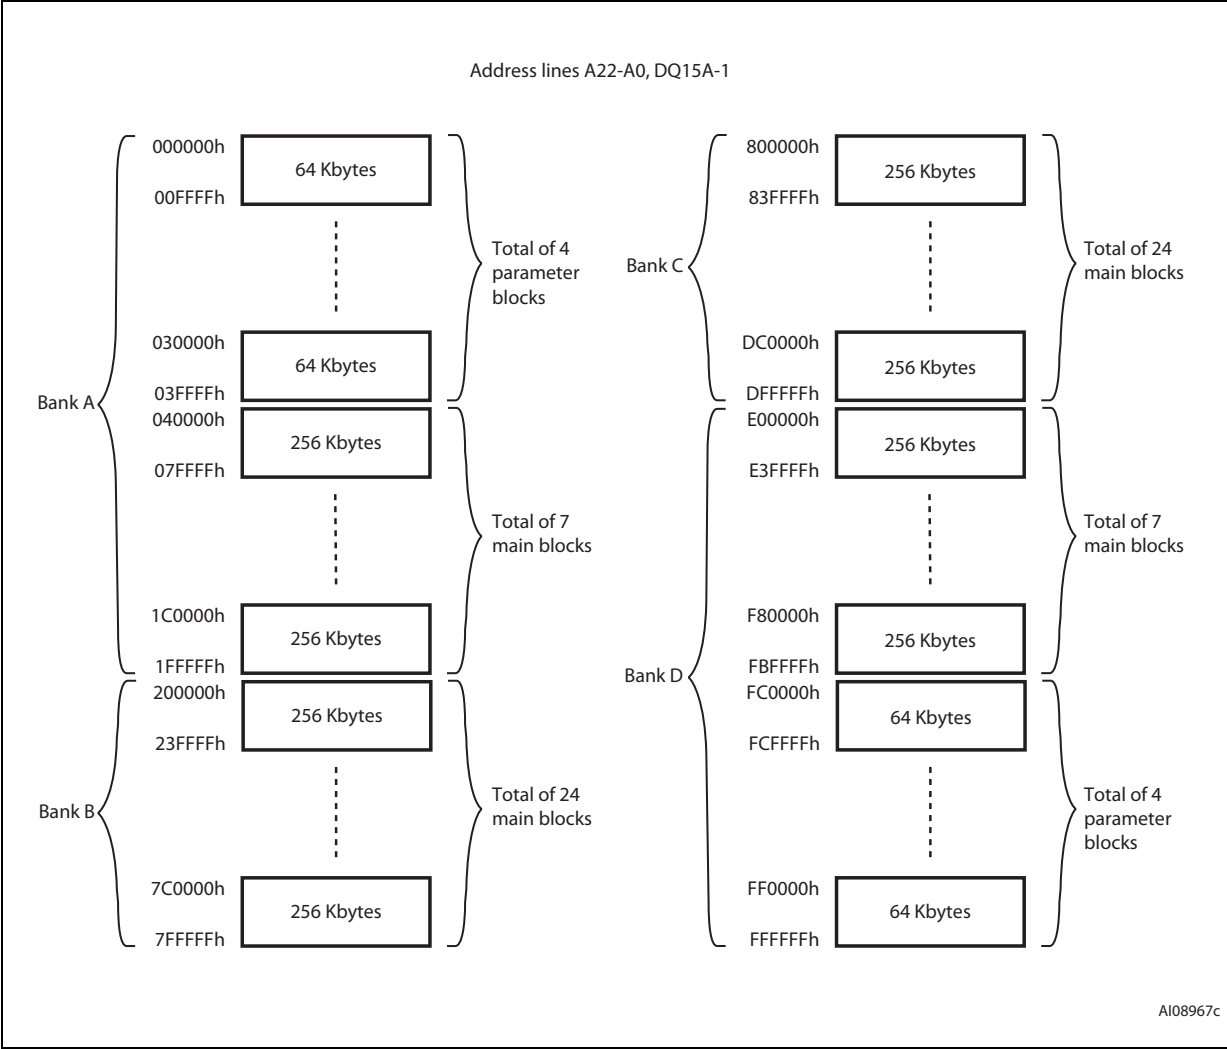 Address lines A22-A0, DQ15A-1
Bank A
000000h
64 Kbytes
00FFFFh
Total of 4
parameter
blocks
030000h
64 Kbytes
03FFFFh
040000h
256 Kbytes
07FFFFh
Total of 7
main blocks
1C0000h
256 Kbytes
1FFFFFh
Bank B
200000h
256 Kbytes
23FFFFh
Total of 24
main blocks
7C0000h
256 Kbytes
7FFFFFh
Bank C
800000h
256 Kbytes
83FFFFh
Total of 24
main blocks
DC0000h
256 Kbytes
DFFFFFh
Bank D
E00000h
256 Kbytes
E3FFFFh
Total of 7
main blocks
F80000h
256 Kbytes
FBFFFFh
FC0000h
64 Kbytes
FCFFFFh
Total of 4
parameter
blocks
FF0000h
64 Kbytes
FFFFFFh
AI08967c